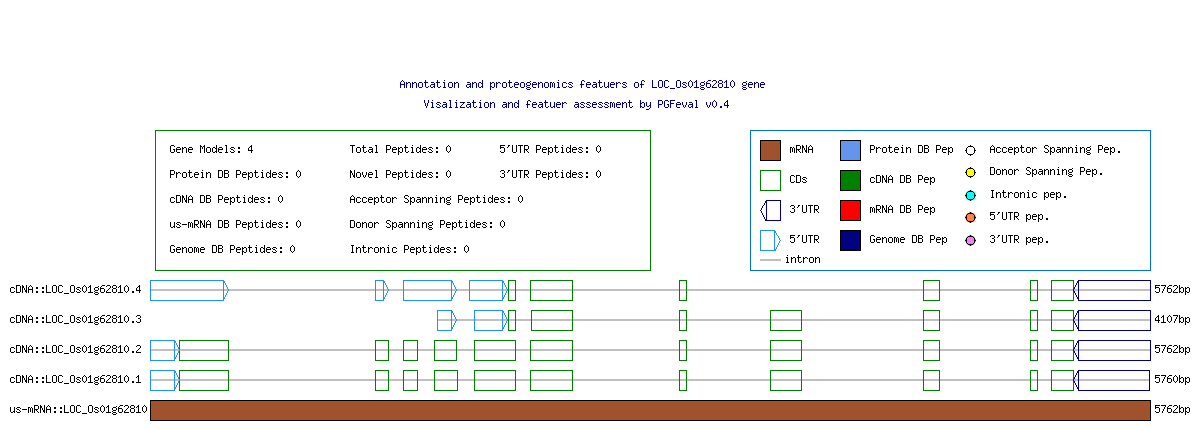 Annotation and proteogenomics featuers of LOC_Os01g62810 gene
Visalization and featuer assessment by PGFeval v0.4
Gene Models: 4 Total Peptides: 0 5'UTR Peptides: 0
Protein DB Peptides: 0 Novel Peptides: 0 3'UTR Peptides: 0
cDNA DB Peptides: 0 Acceptor Spanning Peptides: 0
us-mRNA DB Peptides: 0 Donor Spanning Peptides: 0
Genome DB Peptides: 0 Intronic Peptides: 0
mRNA Protein DB Pep Acceptor Spanning Pep.
CDs cDNA DB Pep Donor Spanning Pep.
3'UTR mRNA DB Pep Intronic pep.
5'UTR Genome DB Pep 5'UTR pep.
intron 3'UTR pep.
cDNA::LOC_Os01g62810.4 5762bp
cDNA::LOC_Os01g62810.3 4107bp
cDNA::LOC_Os01g62810.2 5762bp
cDNA::LOC_Os01g62810.1 5760bp
us-mRNA::LOC_Os01g62810 5762bp